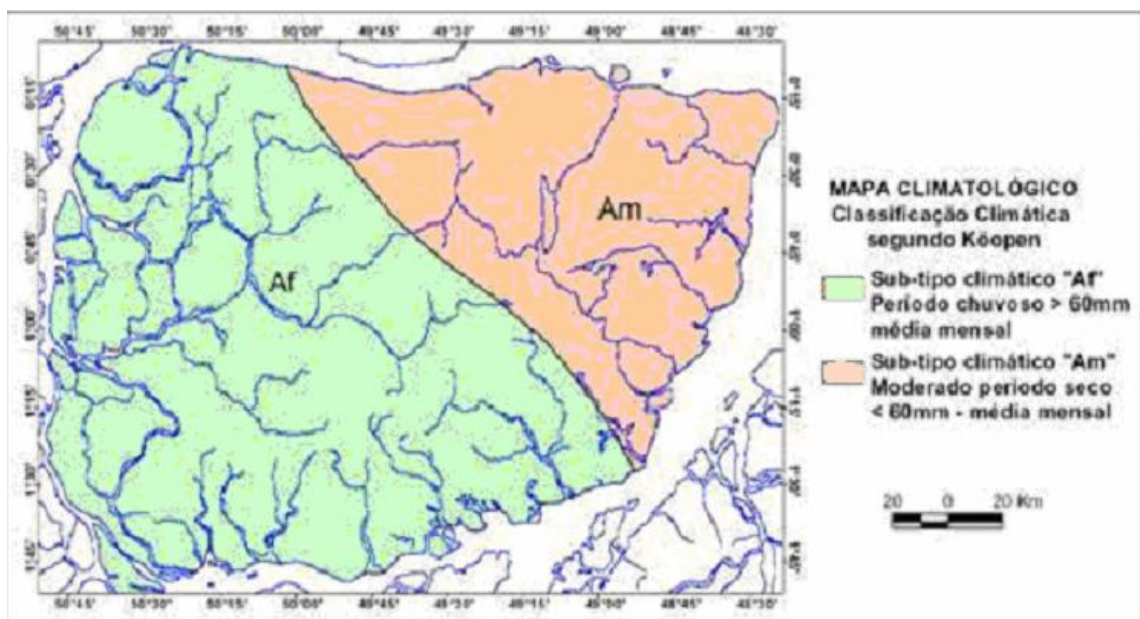 50°45' 50°30' 50°15' 50°00' 49°45' 49°30' 49°15' 49°00' 48°45' 48°30'
Am
Af
MAPA CLIMATOLÓGICO
Classificação Climática
segundo Köopen
Sub-tipo climático "Af"
Período chuvoso > 60mm
média mensal
Sub-tipo climático "Am"
Moderado período seco
< 60mm - média mensal
20 0 20 Km
50°45' 50°30' 50°15' 50°00' 49°45' 49°30' 49°15' 49°00' 48°45' 48°30'